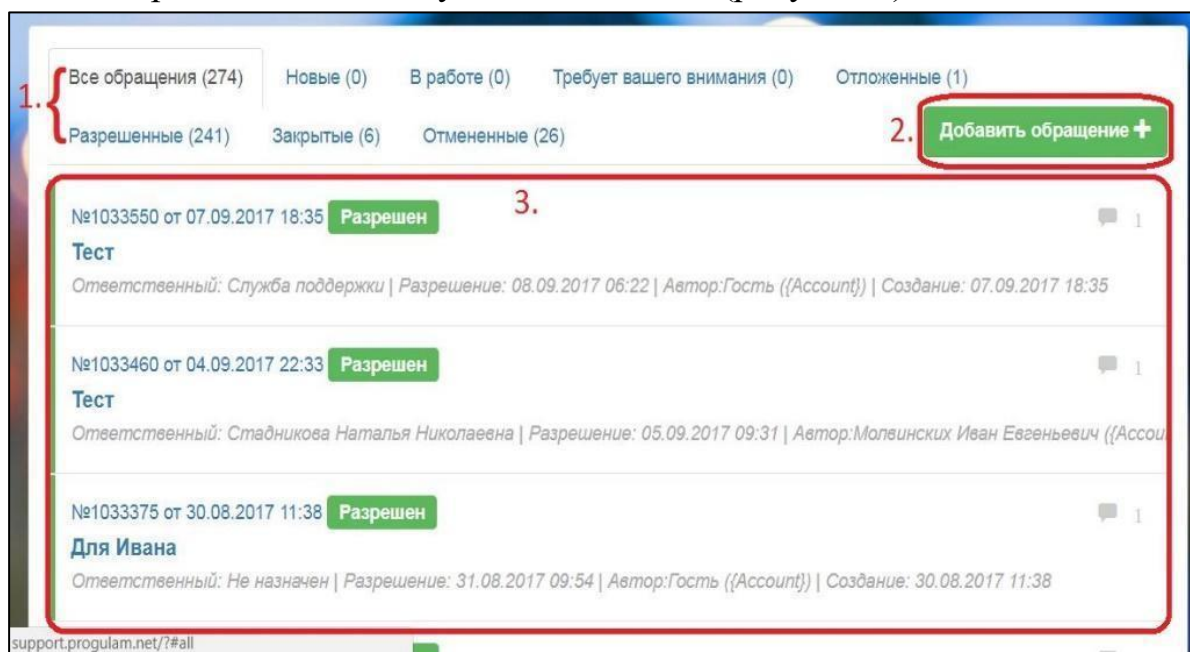 Все обращения (274) Новые (0) В работе (0) Требует вашего внимания (0) Отложенные (1)
1.
Разрешенные (241) Закрытые (6) Отмененные (26) 2. Добавить обращение
3.
№1033550 от 07.09.2017 18:35 Разрешен 1
Тест
Ответственный: Служба поддержки | Разрешение: 08.09.2017 06:22 | Автор:Гость ({Account}) | Создание: 07.09.2017 18:35
№1033460 от 04.09.2017 22:33 Разрешен 1
Тест
Ответственный: Стадникова Наталья Николаевна | Разрешение: 05.09.2017 09:31 | Автор:Молвинских Иван Евгеньевич ({Accou
№1033375 от 30.08.2017 11:38 Разрешен 1
Для Ивана
Ответственный: Не назначен | Разрешение: 31.08.2017 09:54 | Автор:Гость ({Account}) | Создание: 30.08.2017 11:38
support.progulam.net/?#all